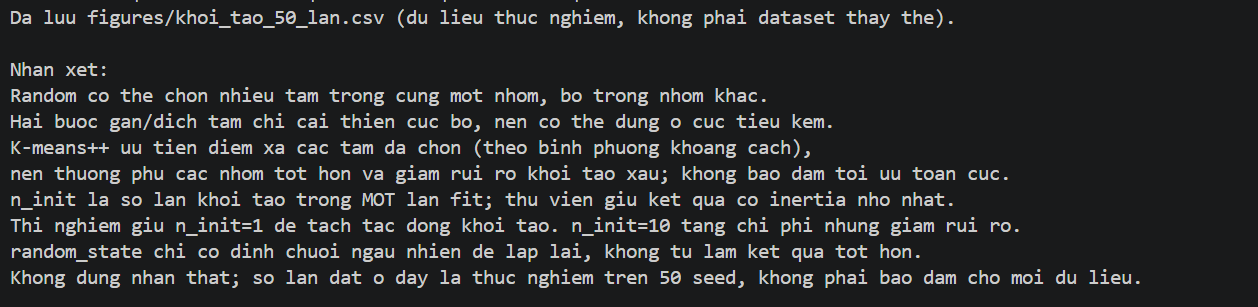 Da luu figures/khoi_tao_50_lan.csv (du lieu thuc nghiem, khong phai dataset thay the).
Nhan xet:
Random co the chon nhieu tam trong cung mot nhom, bo trong nhom khac.
Hai buoc gan/dich tam chi cai thien cuc bo, nen co the dung o cuc tieu kem.
K-means++ uu tien diem xa cac tam da chon (theo binh phuong khoang cach),
nen thuong phu cac nhom tot hon va giam rui ro khoi tao xau; khong bao dam toi uu toan cuc.
n_init la so lan khoi tao trong MOT lan fit; thu vien giu ket qua co inertia nho nhat.
Thi nghiem giu n_init=1 de tach tac dong khoi tao. n_init=10 tang chi phi nhung giam rui ro.
random_state chi co dinh chuoi ngau nhien de lap lai, khong tu lam ket qua tot hon.
Khong dung nhan that; so lan dat o day la thuc nghiem tren 50 seed, khong phai bao dam cho moi du lieu.